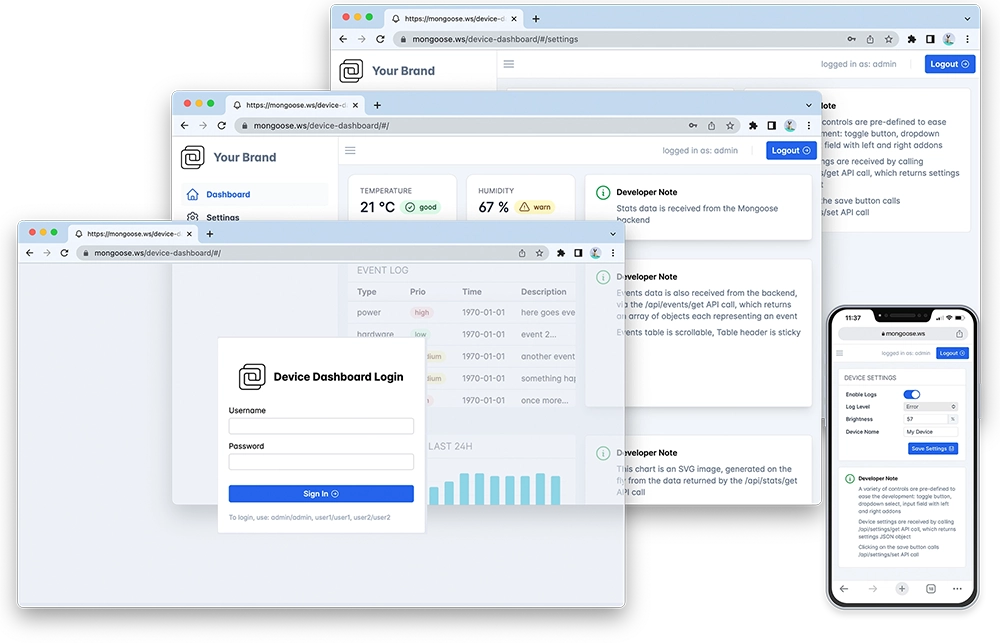 https://mongoose.ws/device-d
mongoose.ws/device-dashboard/#/settings
Your Brand
logged in as: admin
Logout
Note
controls are pre-defined to ease
ment: toggle button, dropdown
input field with left and right addons
ngs are received by calling
s/get API call, which returns settings
t
the save button calls
/set API call
https://mongoose.ws/device-d
mongoose.ws/device-dashboard/#/
Your Brand
logged in as: admin
Logout
Dashboard
Settings
TEMPERATURE
21 °C
good
HUMIDITY
67 %
warn
Developer Note
Stats data is received from the Mongoose
backend
https://mongoose.ws/device-d
mongoose.ws/device-dashboard/#/
EVENT LOG
Type Prio Time Description
power high 1970-01-01 here goes eve
hardware low 1970-01-01 event 2...
dium 1970-01-01 another event
dium 1970-01-01 something hap
h 1970-01-01 once more...
Developer Note
Events data is also received from the backend,
via the /api/events/get API call, which returns
an array of objects each representing an event
Events table is scrollable, Table header is sticky
LAST 24H
Developer Note
This chart is an SVG image, generated on the
fly from the data returned by the /api/stats/get
API call
Device Dashboard Login
Username
Password
Sign In
To login, use: admin/admin, user1/user1, user2/user2
11:37
mongoose.ws
logged in as: admin
Logout
DEVICE SETTINGS
Enable Logs
Log Level Error
Brightness 57 %
Device Name My Device
Save Settings
Developer Note
A variety of controls are pre-defined to
ease the development: toggle button,
dropdown select, input field with left
and right addons
Device settings are received by calling
/api/settings/get API call, which returns
settings JSON object
Clicking on the save button calls
/api/settings/set API call